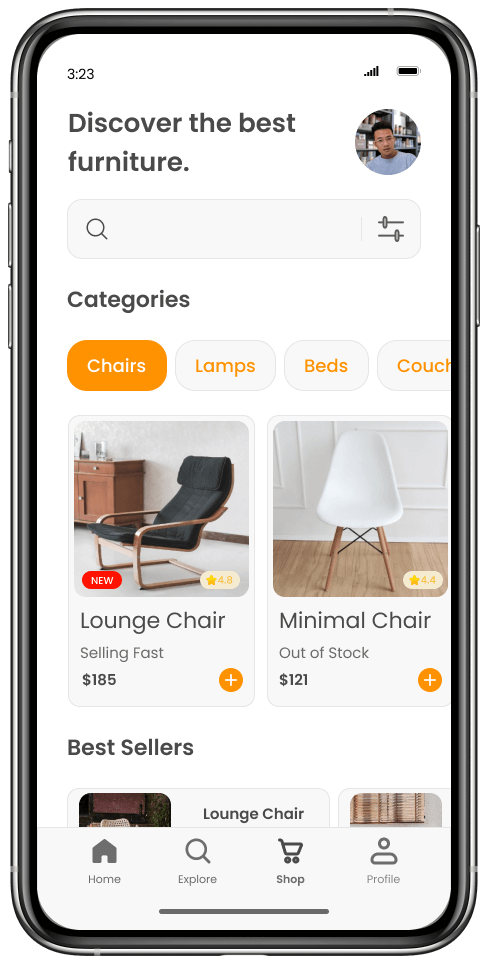 3:23
Discover the best
furniture.
Categories
Chairs
Lamps
Beds
Couch
NEW
4.8
4.4
Lounge Chair
Minimal Chair
Selling Fast
Out of Stock
$185
$121
Best Sellers
Lounge Chair
Home
Explore
Shop
Profile